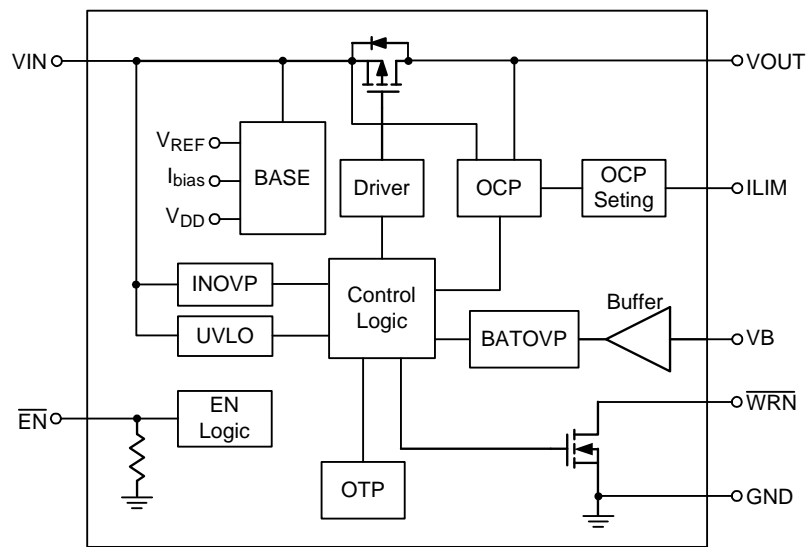 VIN
VOUT
VREF
Ibias
VDD
BASE
Driver
OCP
OCP
Seting
ILIM
INOVP
UVLO
Control
Logic
BATOVP
Buffer
VB
EN
EN
Logic
OTP
WRN
GND